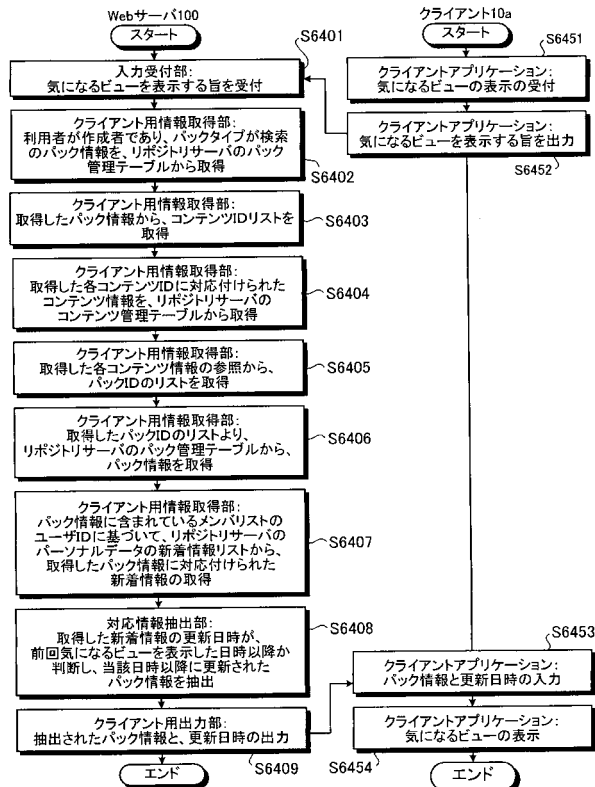 Webサーバ100
スタート
S6401
入力受付部:
気になるビューを表示する旨を受付
クライアント用情報取得部:
利用者が作成者であり、パックタイプが検索
のパック情報を、リポジトリサーバのパック
管理テーブルから取得
S6402
クライアント用情報取得部:
取得したパック情報から、コンテンツIDリストを
取得
S6403
クライアント用情報取得部:
取得した各コンテンツIDに対応付けられた
コンテンツ情報を、リポジトリサーバの
コンテンツ管理テーブルから取得
S6404
クライアント用情報取得部:
取得した各コンテンツ情報の参照から、
パックIDのリストを取得
S6405
クライアント用情報取得部:
取得したパックIDのリストより、
リポジトリサーバのパック管理テーブルから、
パック情報を取得
S6406
クライアント用情報取得部:
パック情報に含まれているメンバリストの
ユーザIDに基づいて、リポジトリサーバの
パーソナルデータの新着情報リストから、
取得したパック情報に対応付けられた
新着情報の取得
S6407
対応情報抽出部:
取得した新着情報の更新日時が、
前回気になるビューを表示した日時以降か
判断し、当該日時以降に更新された
パック情報を抽出
S6408
クライアント用出力部:
抽出されたパック情報と、更新日時の出力
S6409
エンド
クライアント10a
スタート
S6451
クライアントアプリケーション:
気になるビューの表示の受付
クライアントアプリケーション:
気になるビューを表示する旨を出力
S6452
S6453
クライアントアプリケーション:
パック情報と更新日時の入力
クライアントアプリケーション:
気になるビューの表示
S6454
エンド